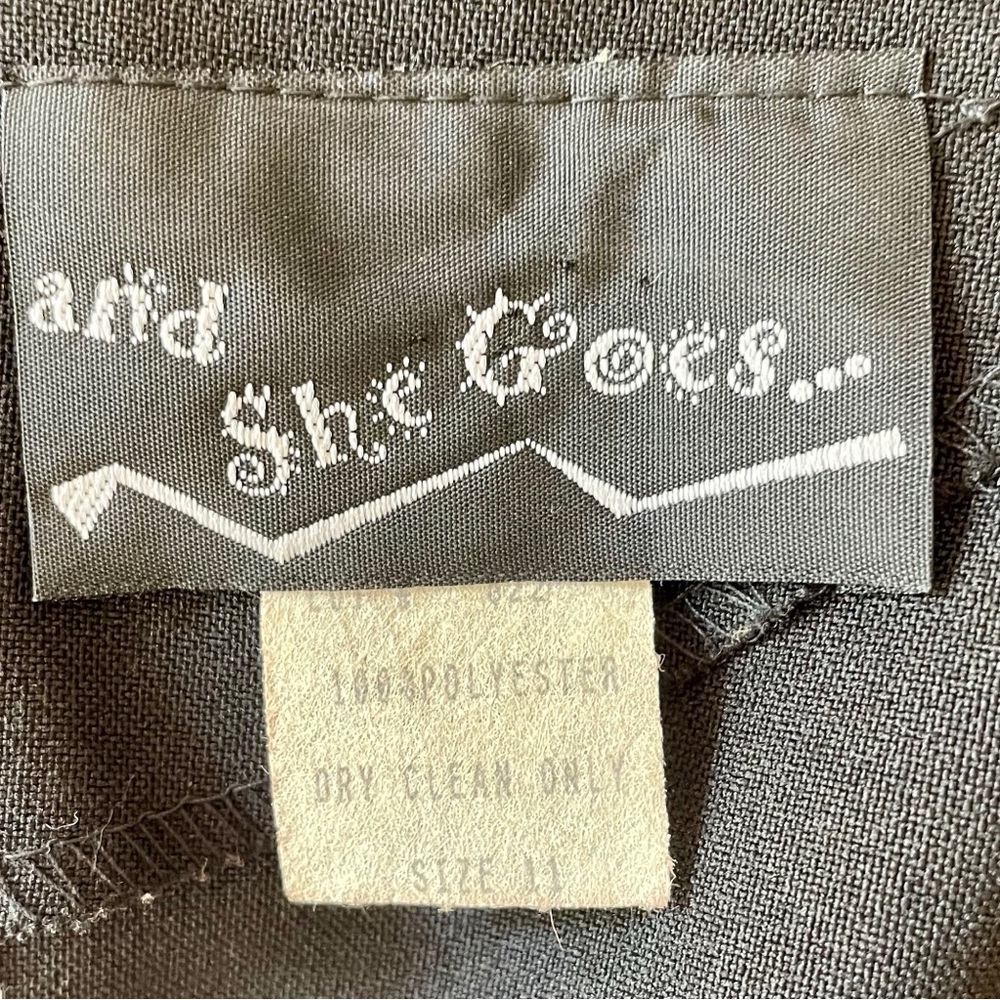 and
She Goes...
100%POLYESTER
DRY CLEAN ONLY
SIZE 11